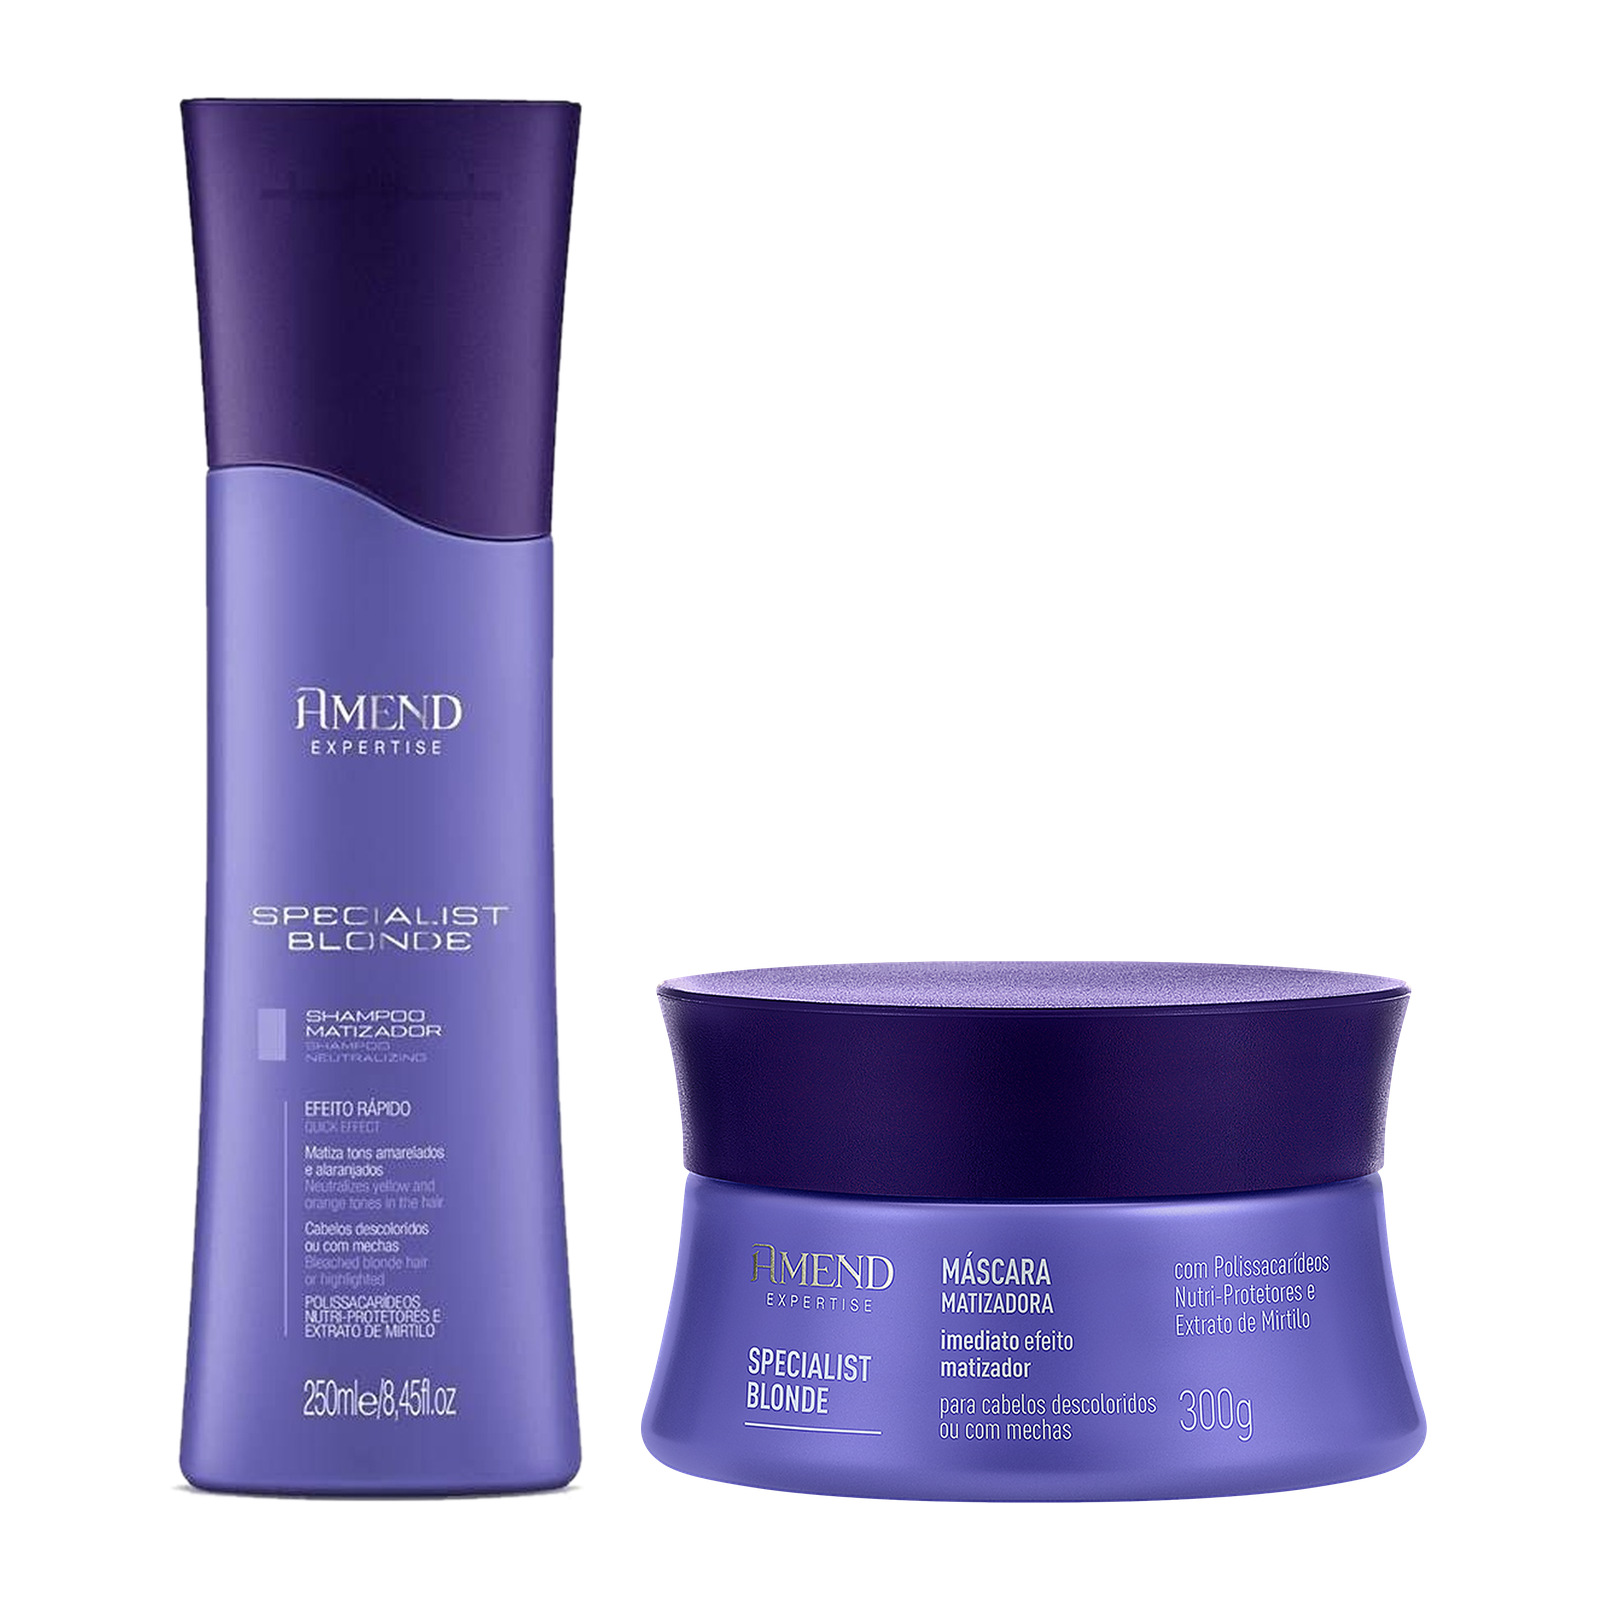 AMEND
EXPERTISE
SPECIALIST
BLONDE
SHAMPOO
MATIZADOR
SHAMPOO
NEUTRALIZING
EFEITO RÁPIDO
QUICK EFFECT
Matiza tons amarelados
e alaranjados
Neutralizes yellow and
orange tones in the hair
Cabelos descoloridos
ou com mechas
Bleached blonde hair
or highlighted
POLISSACARÍDEOS
NUTRI-PROTETORES E
EXTRATO DE MIRTILO
250mle/8,45fl.oz
AMEND
EXPERTISE
SPECIALIST
BLONDE
MÁSCARA
MATIZADORA
imediato efeito
matizador
para cabelos descoloridos
ou com mechas
com Polissacarídeos
Nutri-Protetores e
Extrato de Mirtilo
300g